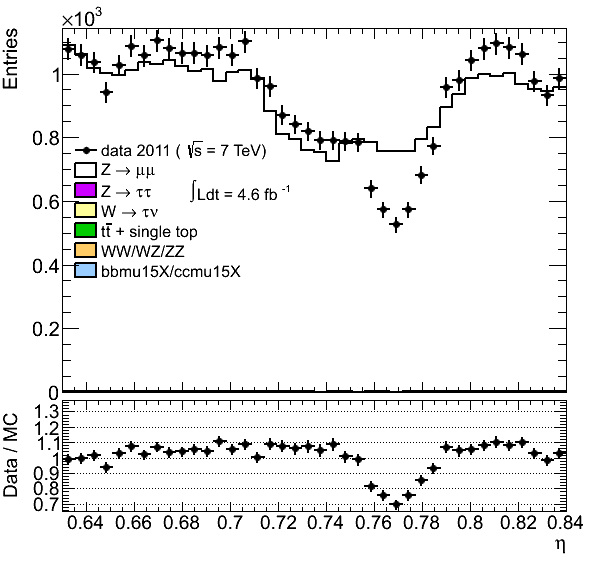 ×10³
Entries
1
0.8
0.6
0.4
0.2
0
data 2011 ( √s = 7 TeV)
Z → μμ
Z → ττ
∫Ldt = 4.6 fb⁻¹
W → τν
tt̄ + single top
WW/WZ/ZZ
bbmu15X/ccmu15X
Data / MC
1.3
1.2
1.1
1
0.9
0.8
0.7
0.64 0.66 0.68 0.7 0.72 0.74 0.76 0.78 0.8 0.82 0.84
η